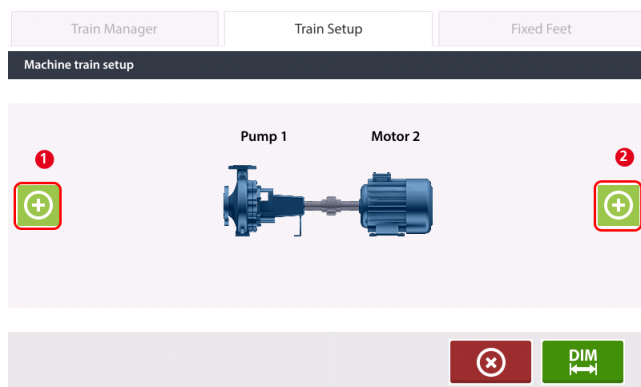 Train Manager Train Setup Fixed Feet
Machine train setup
Pump 1 Motor 2
1 2
DIM